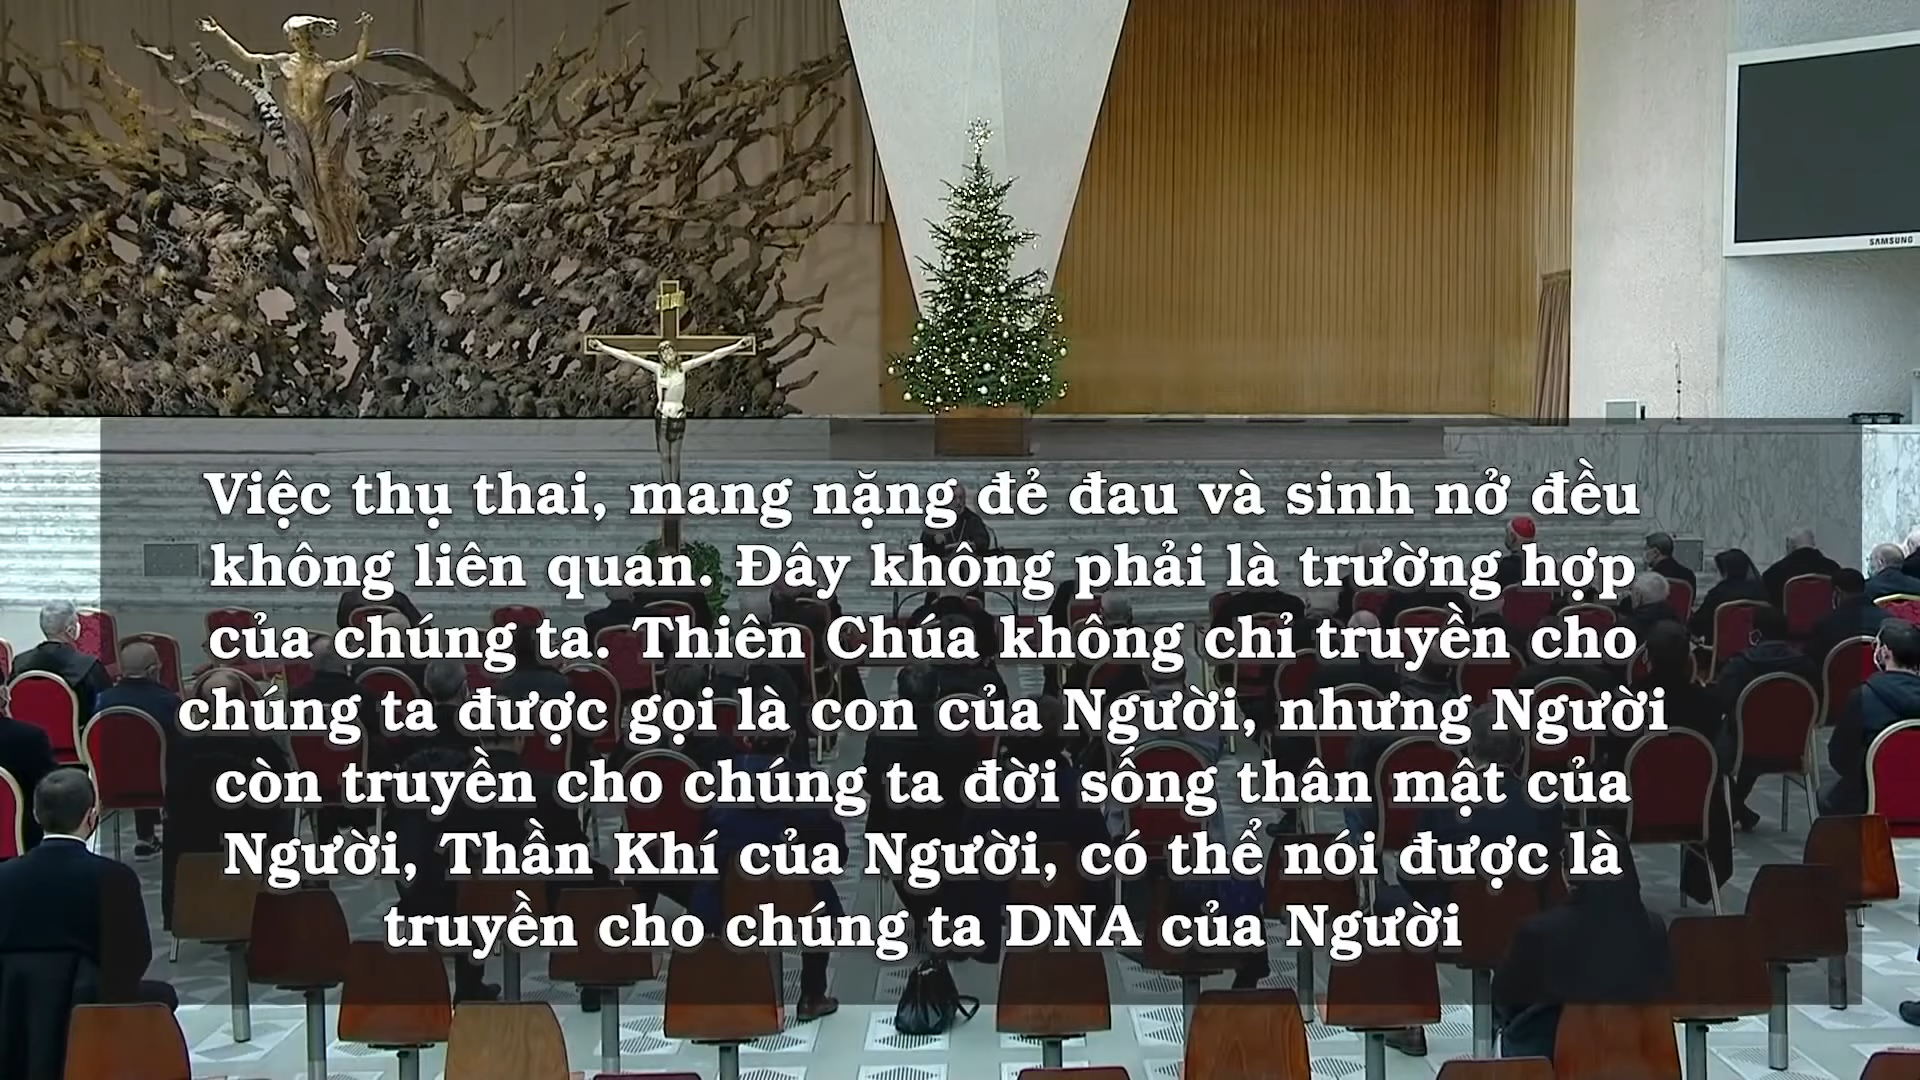 SAMSUNG
Việc thụ thai, mang nặng đẻ đau và sinh nở đều
không liên quan. Đây không phải là trường hợp
của chúng ta. Thiên Chúa không chỉ truyền cho
chúng ta được gọi là con của Người, nhưng Người
còn truyền cho chúng ta đời sống thân mật của
Người, Thần Khí của Người, có thể nói được là
truyền cho chúng ta DNA của Người